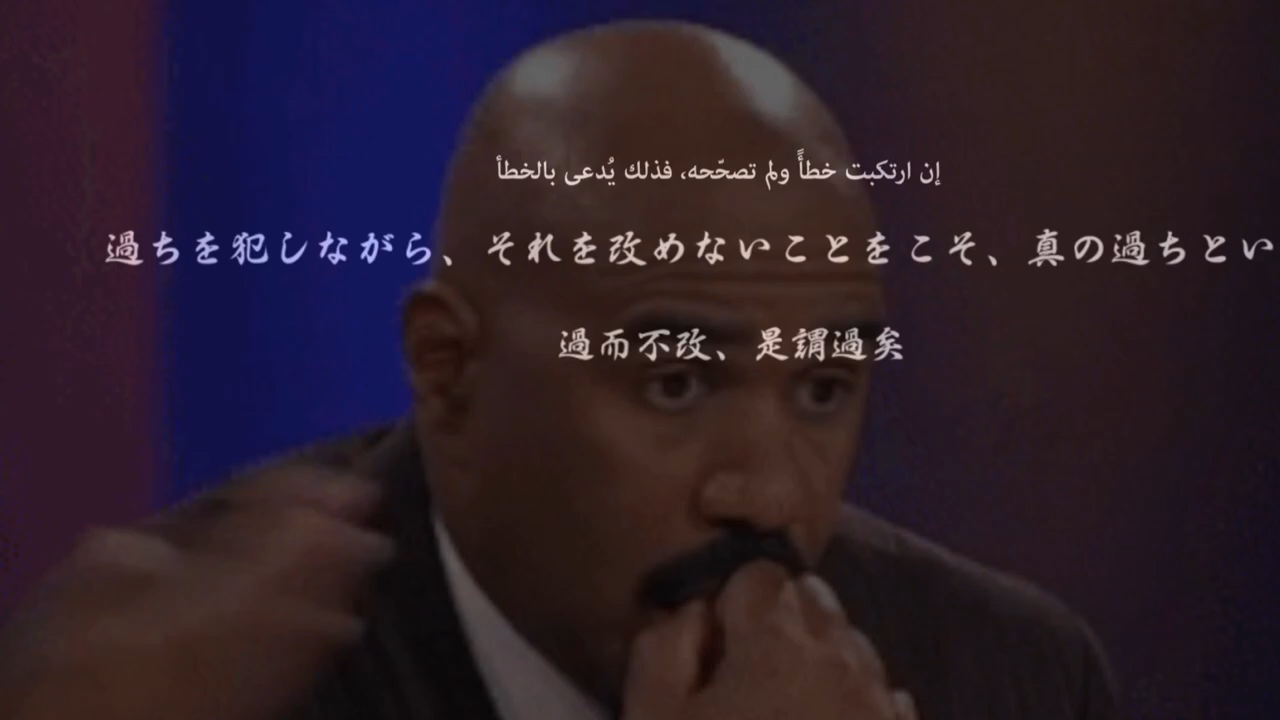 إن ارتكبت خطأً ولم تصحّحه، فذلك يُدعى بالخطأ
過ちを犯しながら、それを改めないことをこそ、真の過ちとい
過而不改、是謂過矣